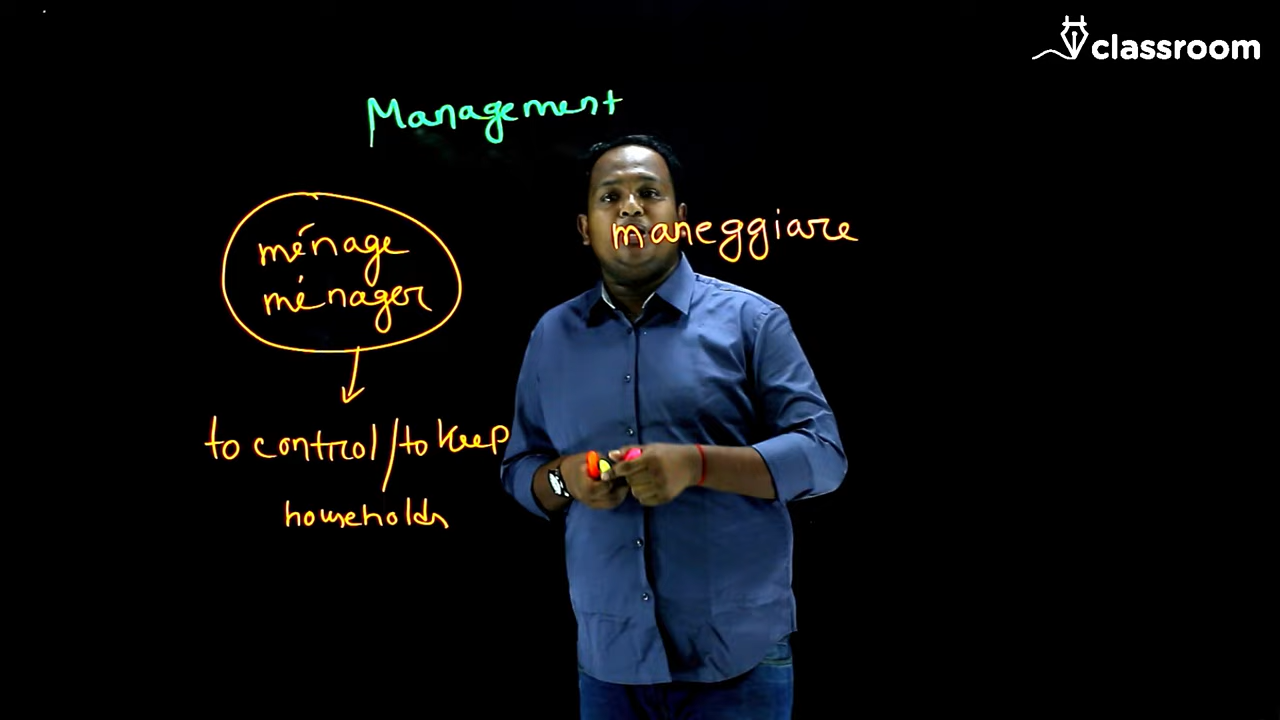 classroom
Management
ménage
ménager
maneggiare
to control/to keep
households